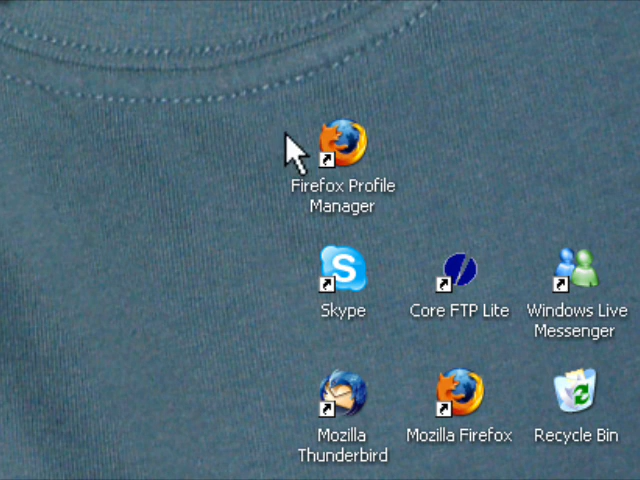 Firefox Profile
Manager
Skype
Core FTP Lite
Windows Live
Messenger
Mozilla
Thunderbird
Mozilla Firefox
Recycle Bin